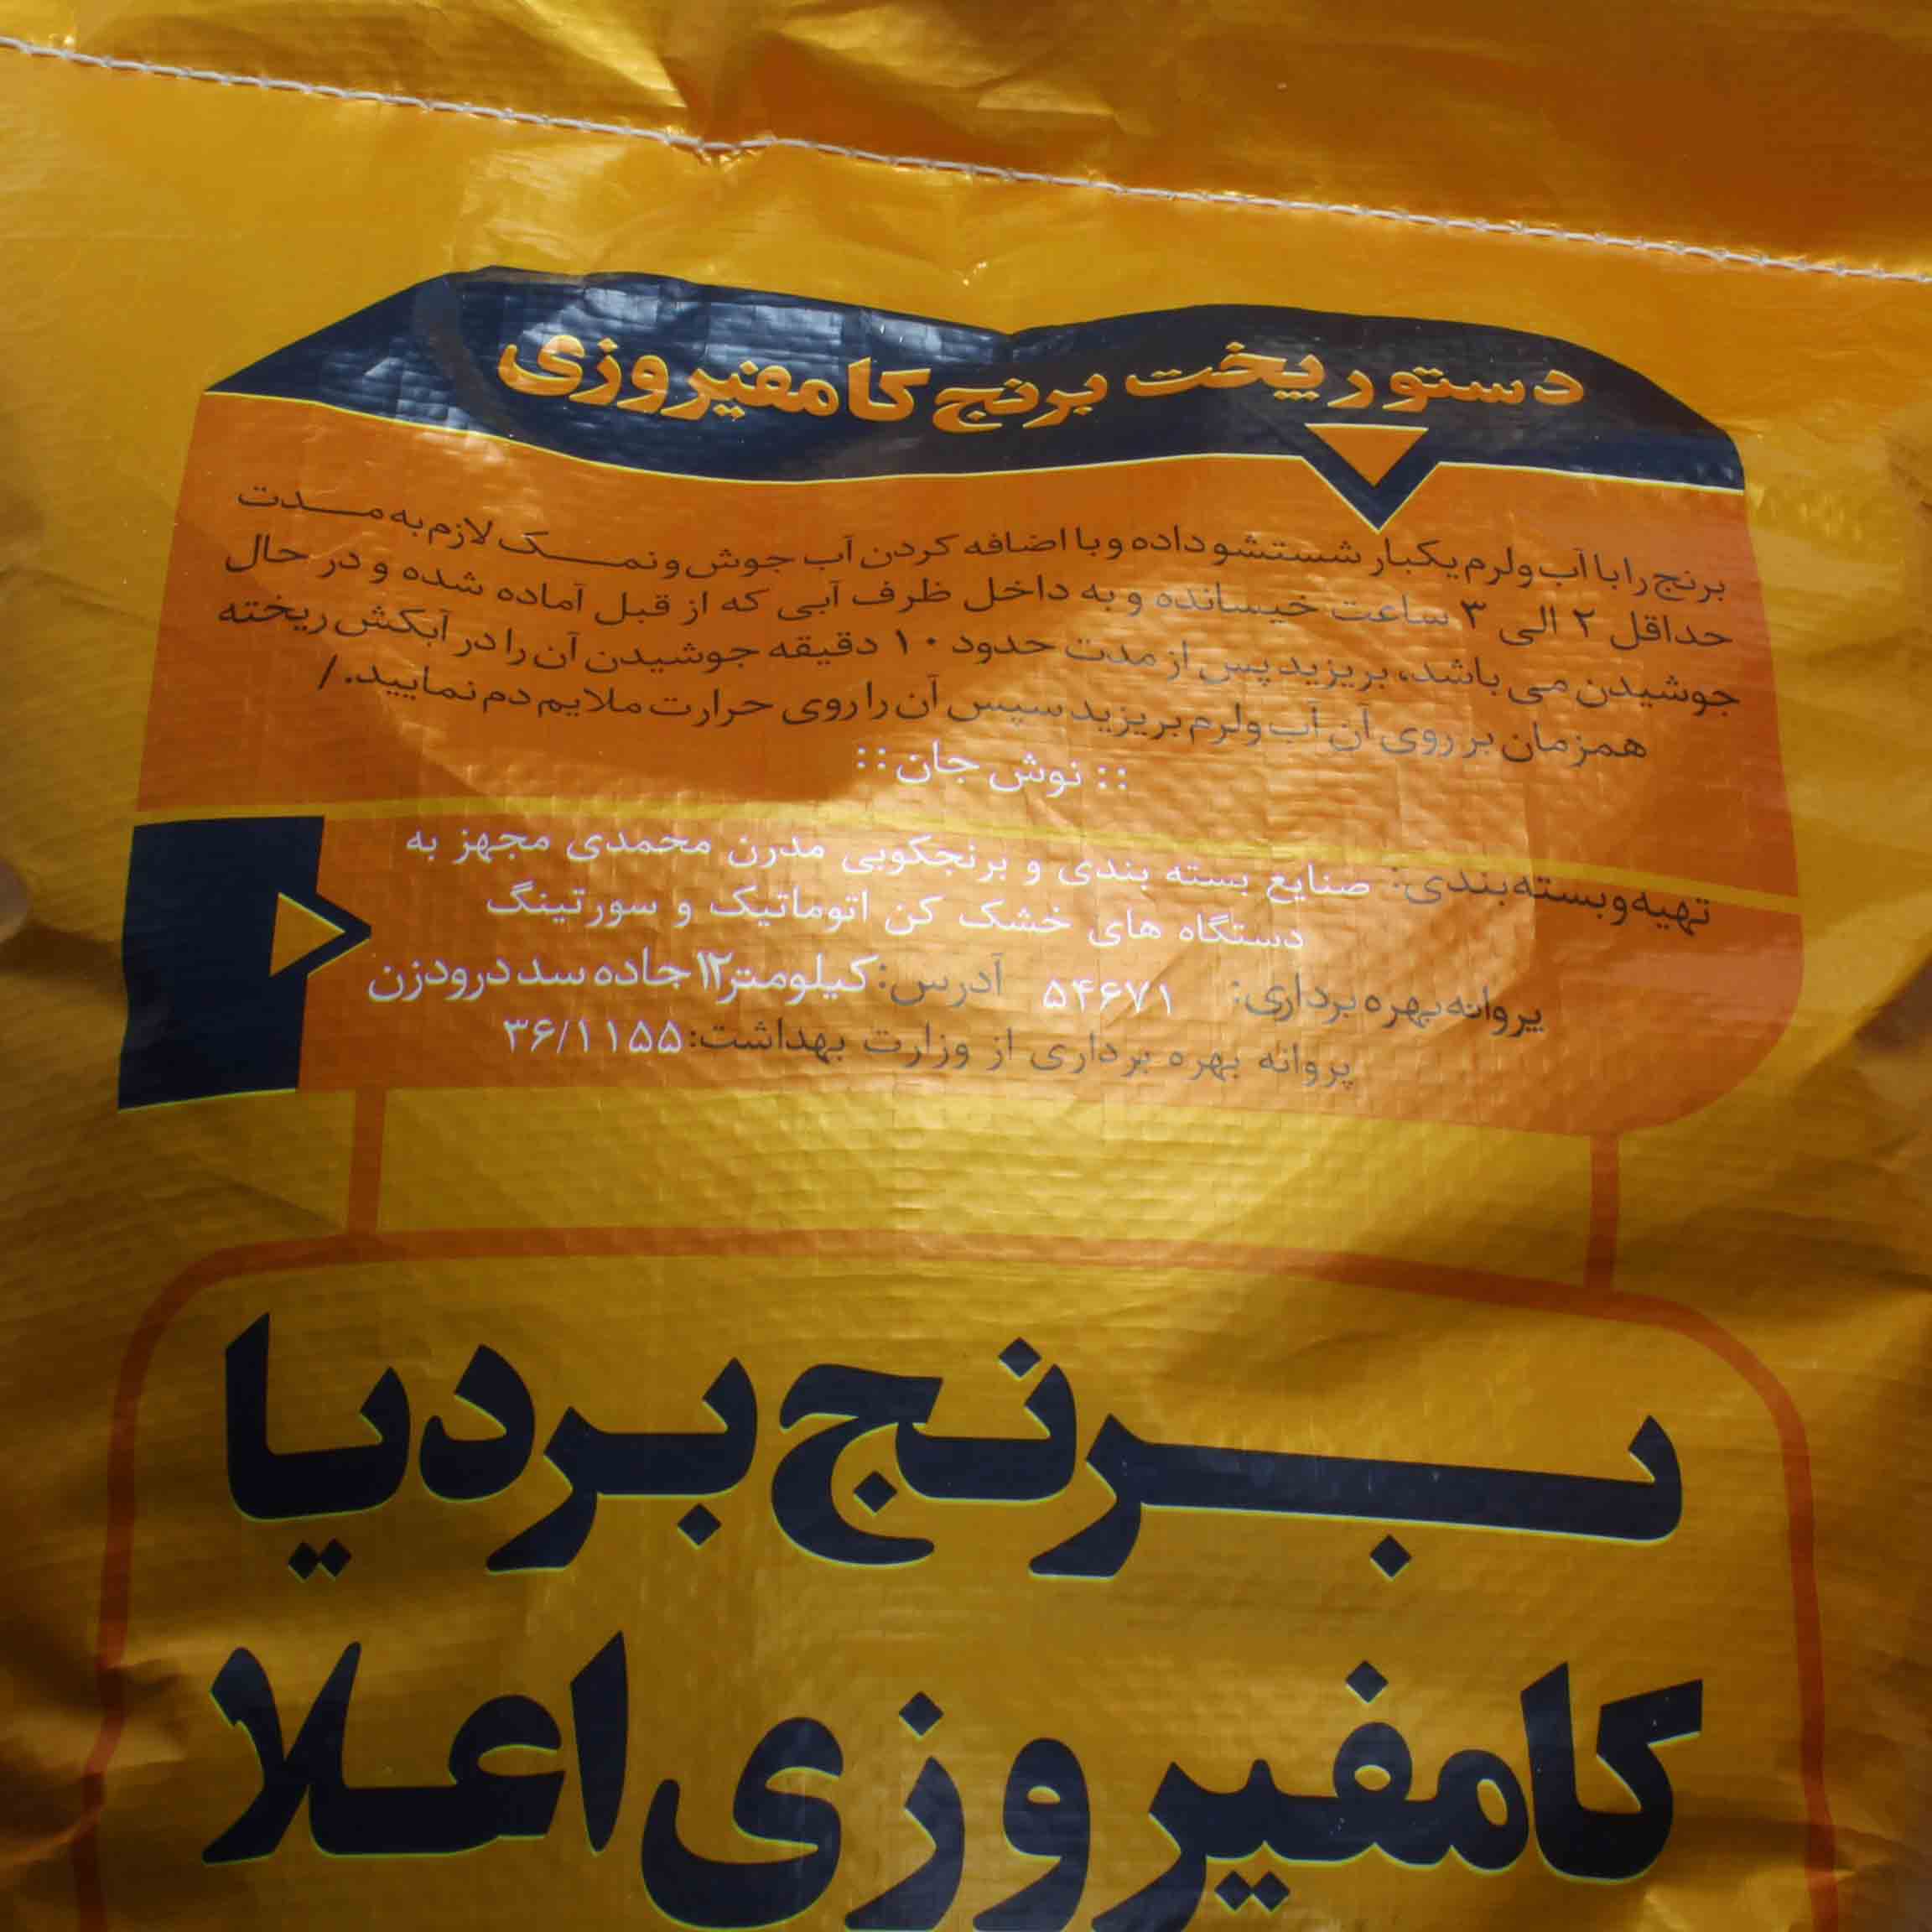 دستور پخت برنج کامفیروزی
برنج را با آب ولرم یکبار شستشو داده و با اضافه کردن آب جوش و نمک لازم به مدت
حداقل ۲ الی ۳ ساعت خیسانده و به داخل ظرف آبی که از قبل آماده شده و در حال
جوشیدن می باشد، بریزید پس از مدت حدود ۱۰ دقیقه جوشیدن آن را در آبکش ریخته
همزمان بر روی آن آب ولرم بریزید سپس آن را روی حرارت ملایم دم نمایید./
:: نوش جان ::
تهیه و بسته بندی: صنایع بسته بندی و برنجکوبی مدرن محمدی مجهز به
دستگاه های خشک کن اتوماتیک و سورتینگ
پروانه بهره برداری: ۵۴۶۷۱ آدرس: کیلومتر ۱۲ جاده سد درودزن
پروانه بهره برداری از وزارت بهداشت: ۳۶/۱۱۵۵
برنج بردیا
کامفیروزی اعلا